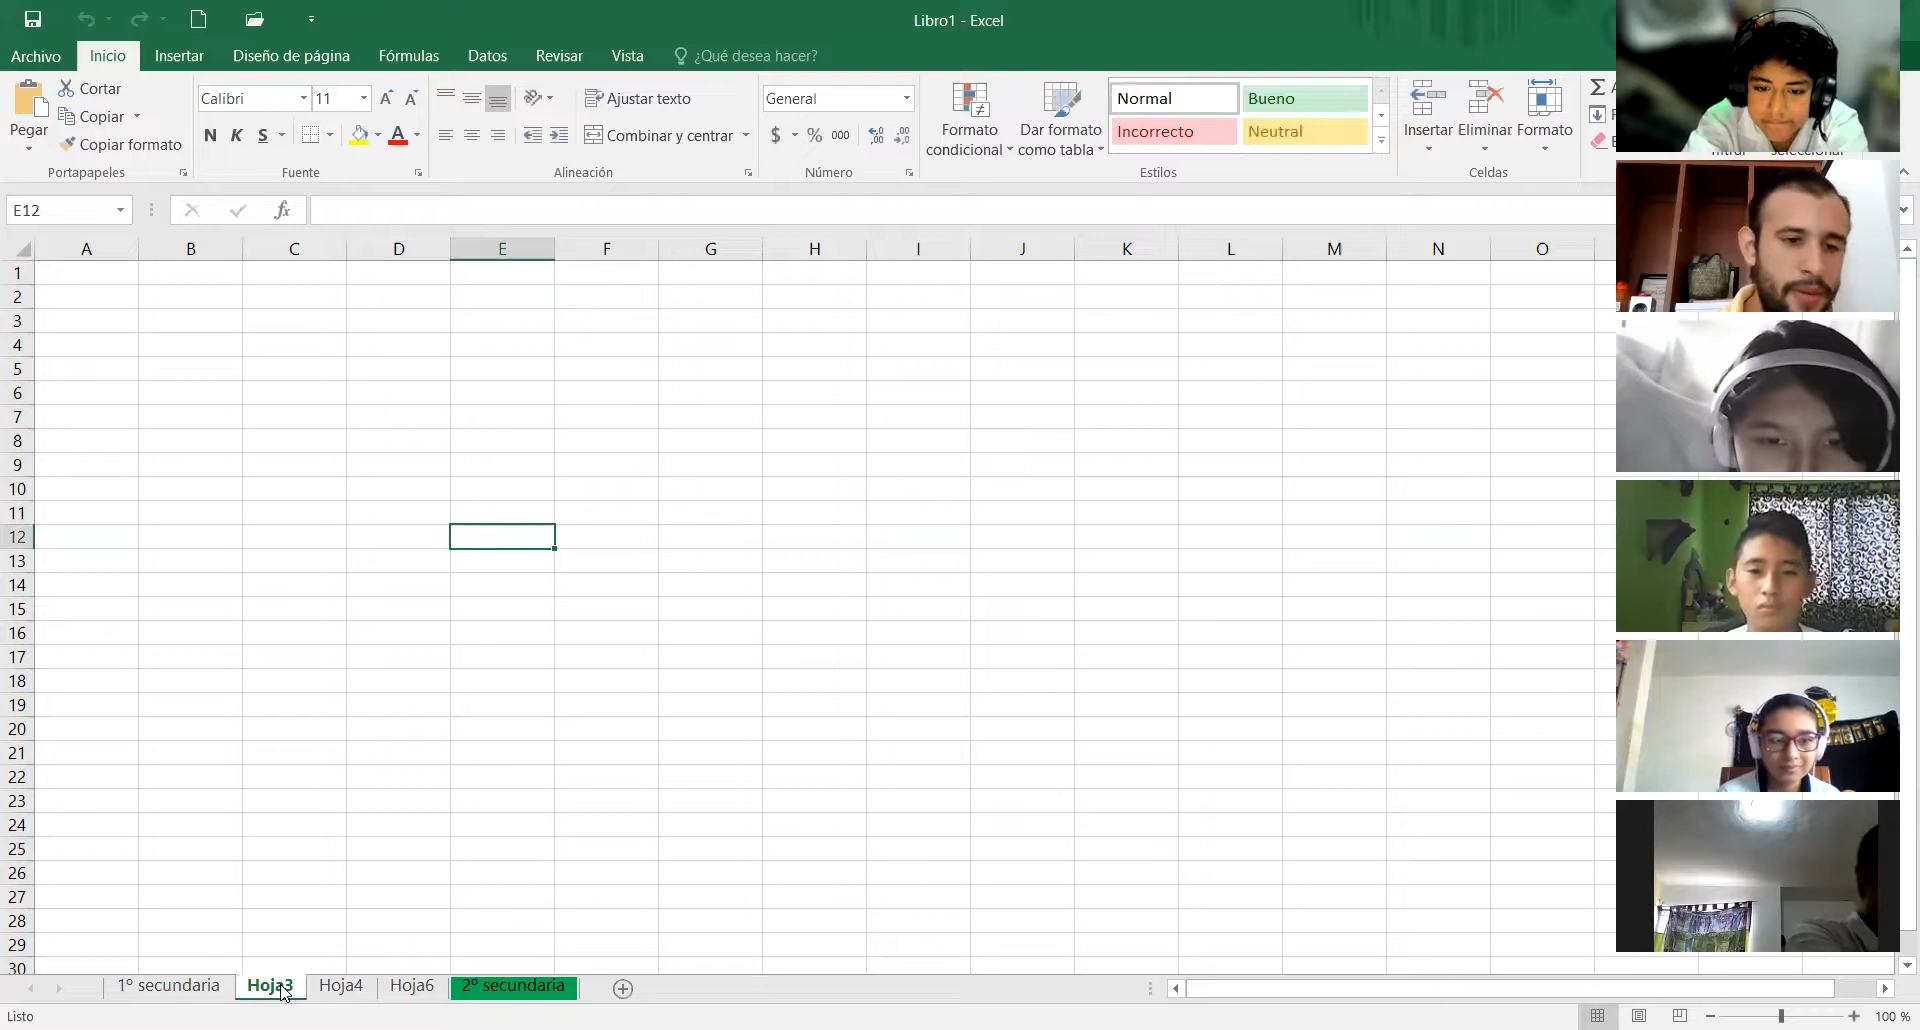 Libro1 - Excel
Archivo Inicio Insertar Diseño de página Fórmulas Datos Revisar Vista ¿Qué desea hacer?
Pegar
Cortar
Copiar
Copiar formato
Portapapeles
Calibri 11
N K S A
Fuente
Ajustar texto
Combinar y centrar
Alineación
General
$ % 000
Número
Formato condicional
Dar formato como tabla
Normal Bueno
Incorrecto Neutral
Estilos
Insertar Eliminar Formato
Celdas
E12 fx
A B C D E F G H I J K L M N O
1
2
3
4
5
6
7
8
9
10
11
12
13
14
15
16
17
18
19
20
21
22
23
24
25
26
27
28
29
30
1º secundaria Hoja3 Hoja4 Hoja6 2º secundaria
Listo 100 %